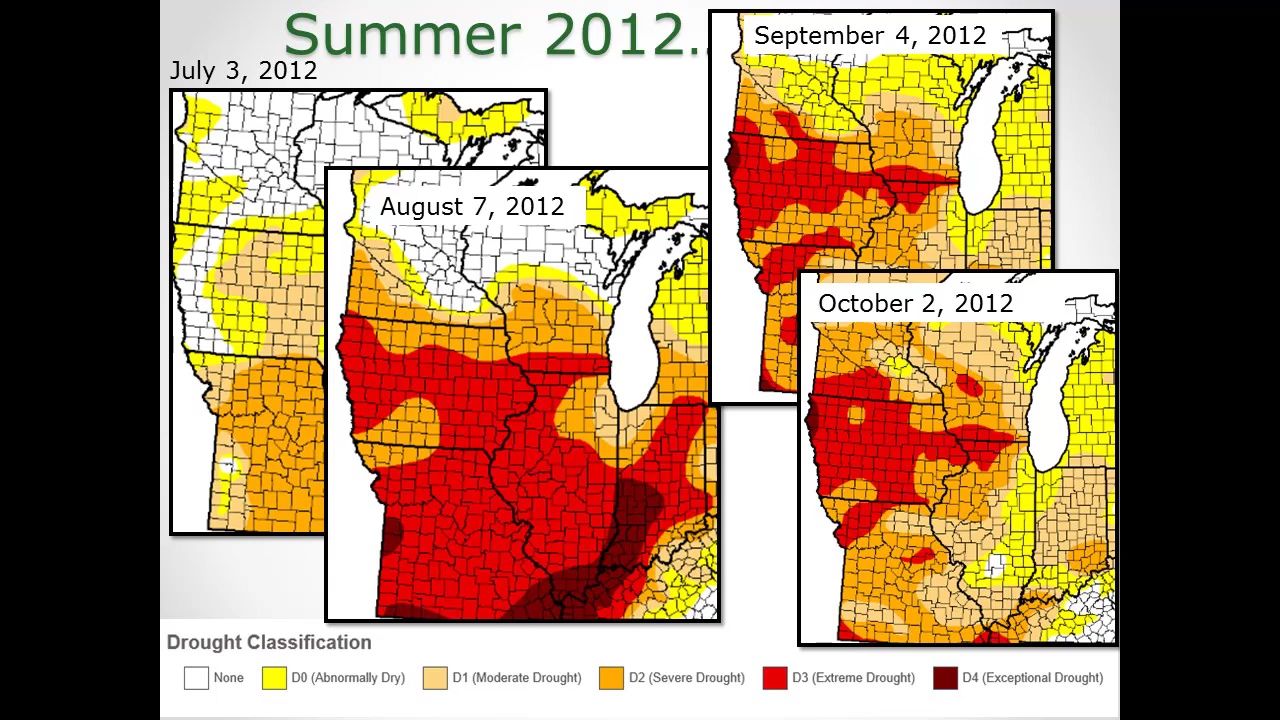 Summer 2012..
July 3, 2012
August 7, 2012
September 4, 2012
October 2, 2012
Drought Classification
None
D0 (Abnormally Dry)
D1 (Moderate Drought)
D2 (Severe Drought)
D3 (Extreme Drought)
D4 (Exceptional Drought)